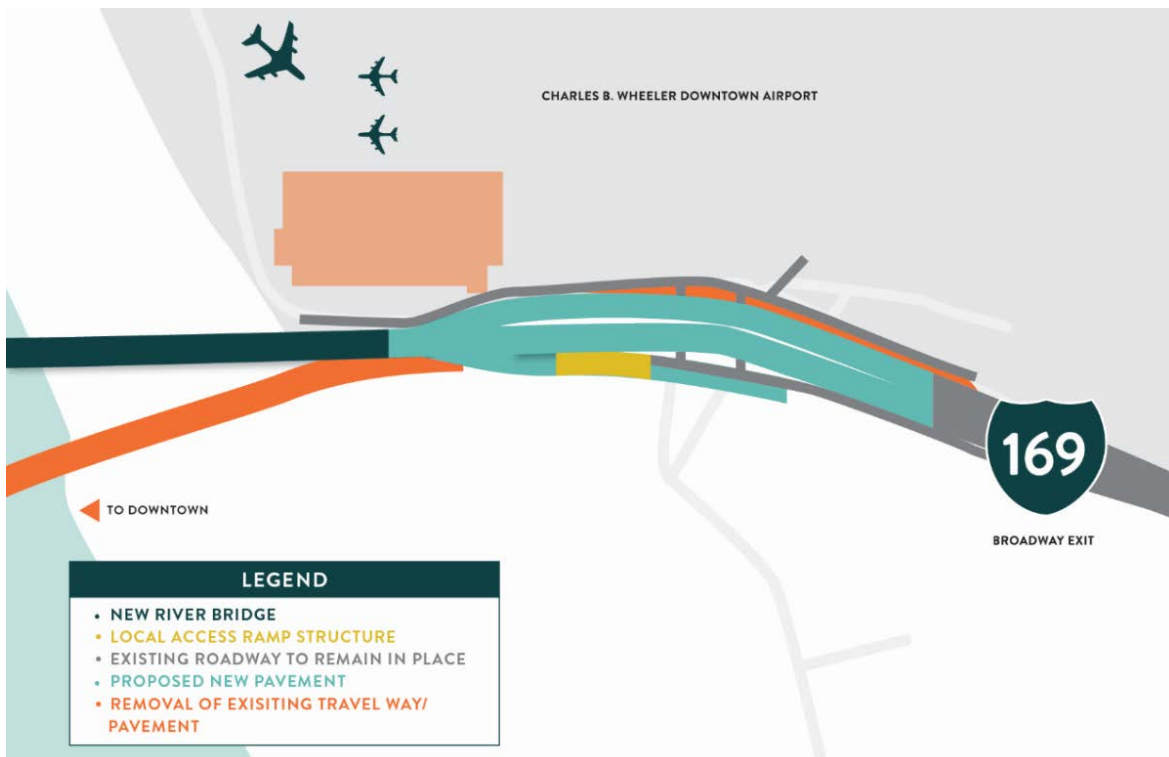 CHARLES B. WHEELER DOWNTOWN AIRPORT
169
BROADWAY EXIT
TO DOWNTOWN
LEGEND
• NEW RIVER BRIDGE
• LOCAL ACCESS RAMP STRUCTURE
• EXISTING ROADWAY TO REMAIN IN PLACE
• PROPOSED NEW PAVEMENT
• REMOVAL OF EXISITING TRAVEL WAY/
PAVEMENT